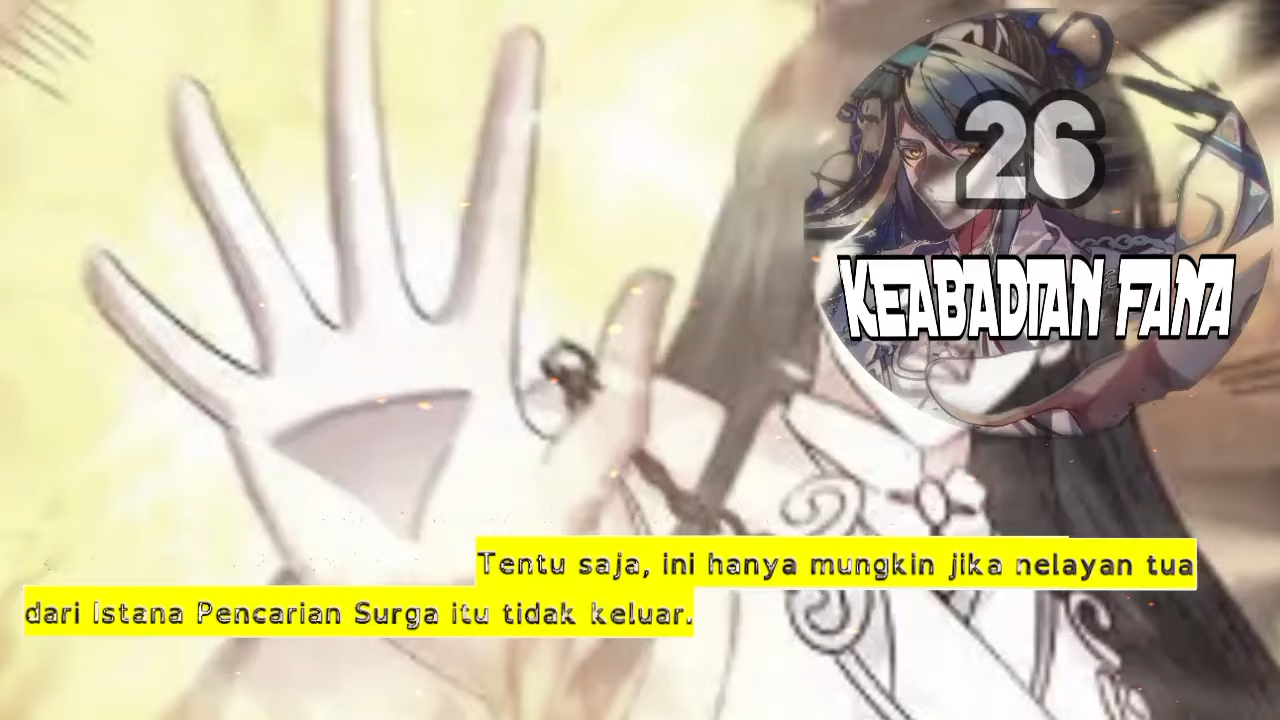 26
KEABADIAN FANA
Tentu saja, ini hanya mungkin jika nelayan tua
dari Istana Pencarian Surga itu tidak keluar.